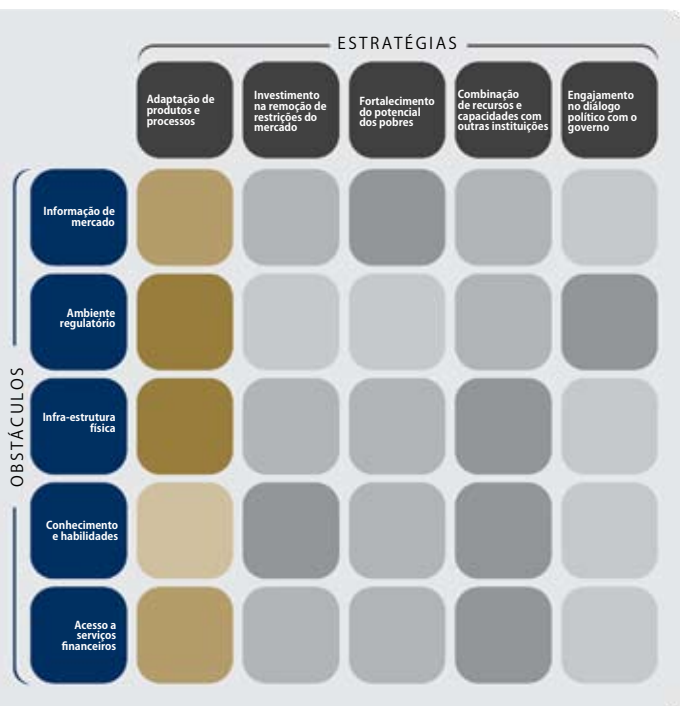 ESTRATÉGIAS
Adaptação de
produtos e
processos
Investimento
na remoção de
restrições do
mercado
Fortalecimento
do potencial
dos pobres
Combinação
de recursos e
capacidades com
outras instituições
Engajamento
no diálogo
político com o
governo
OBSTÁCULOS
Informação de
mercado
Ambiente
regulatório
Infra-estrutura
física
Conhecimento
e habilidades
Acesso a
serviços
financeiros